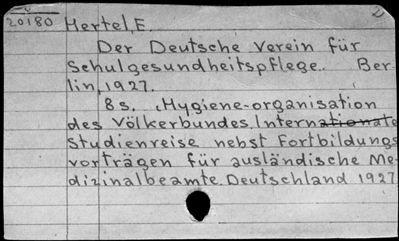 20180 Hertel, E.
Der Deutsche Verein für
Schulgesundheitspflege. Ber-
lin, 1927.
8 s. (Hygiene-organisation
des Völkerbundes. Internationale
Studienreise nebst Fortbildungs
vorträgen für ausländische Me-
dizinalbeamte. Deutschland 1927